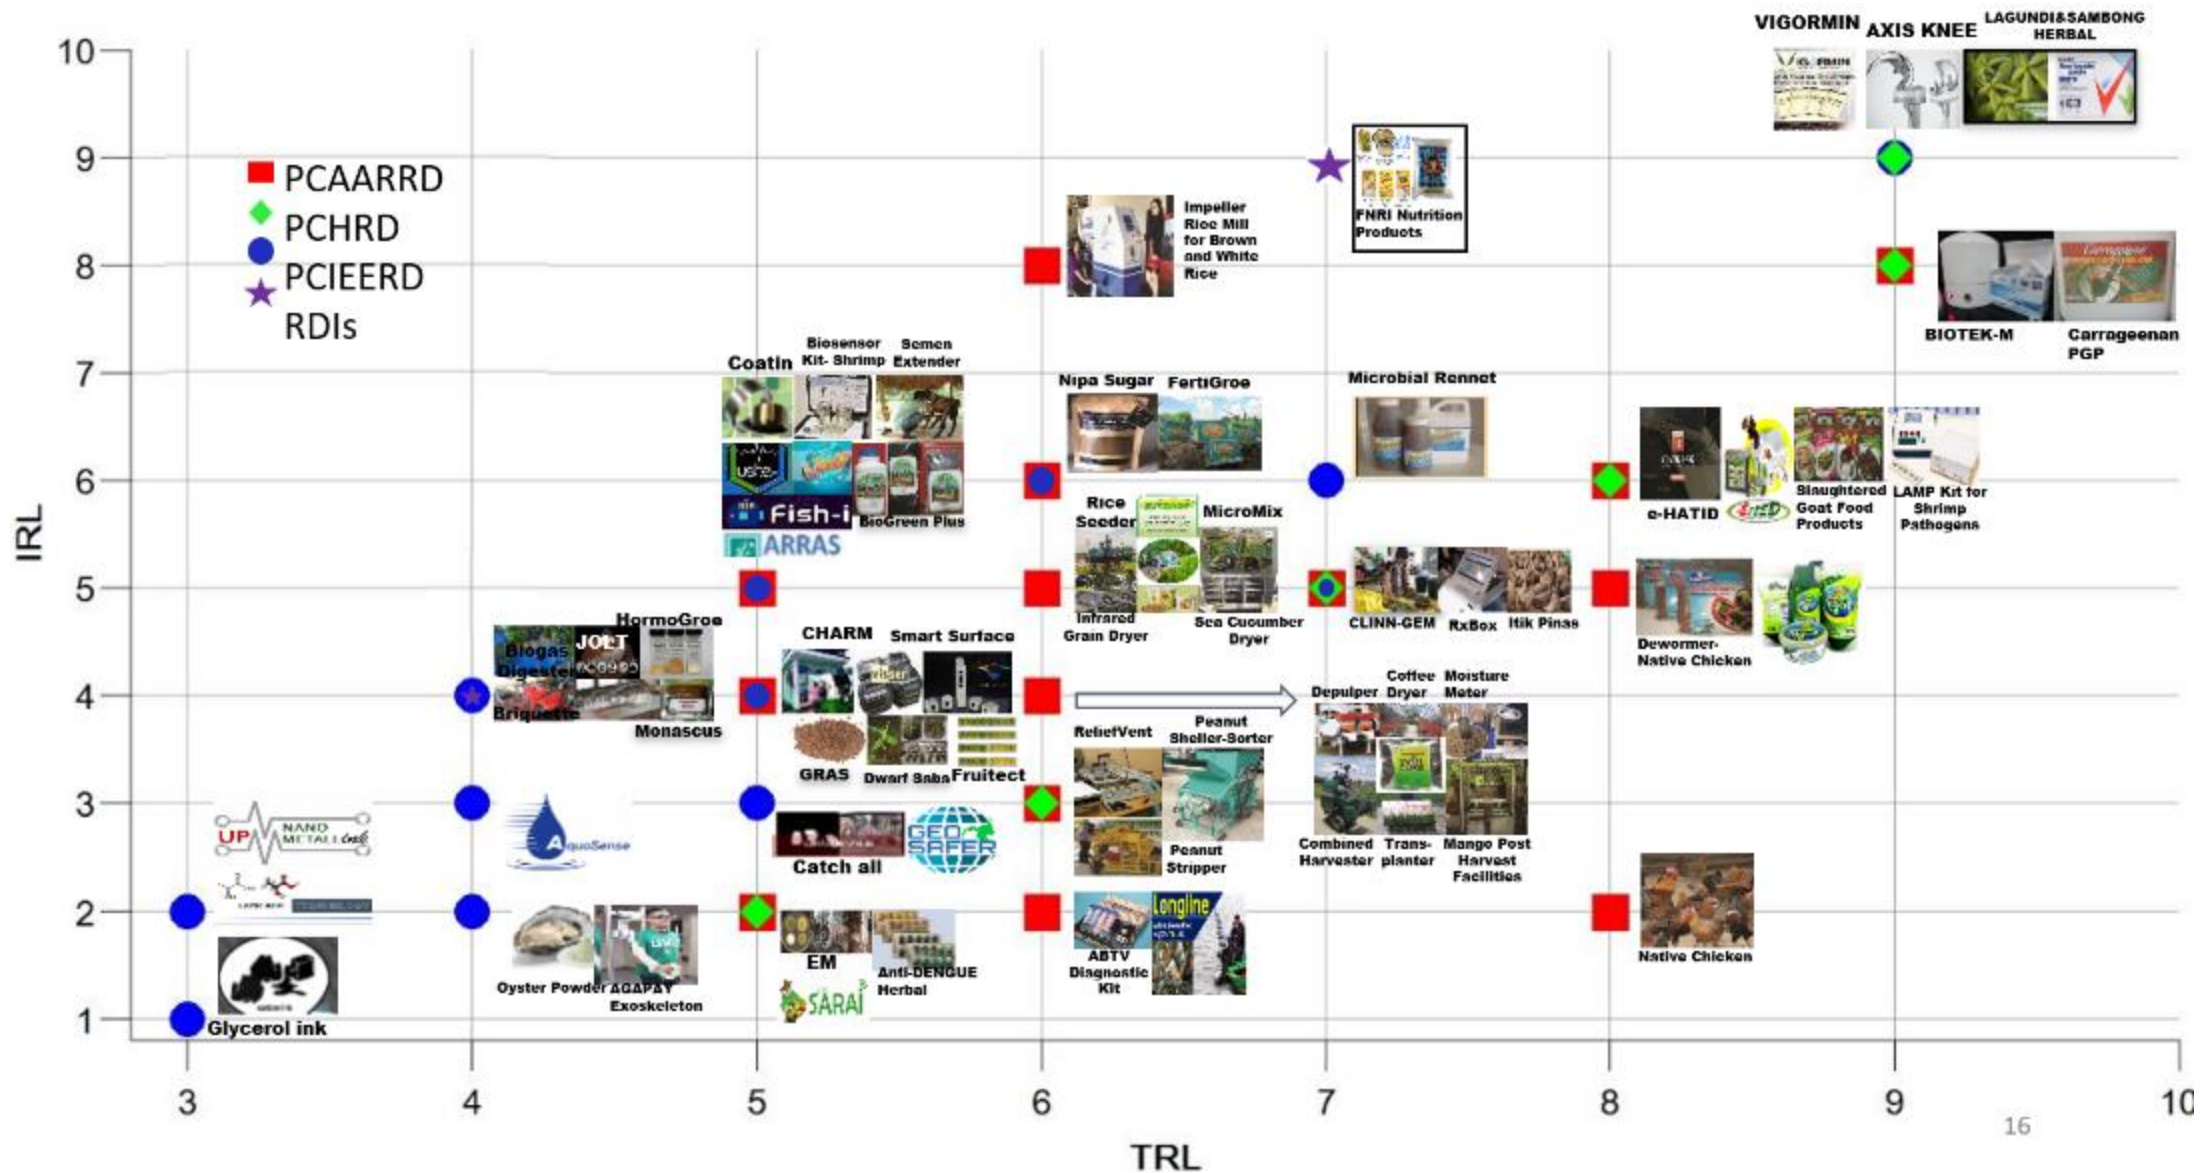 VIGORMIN
AXIS KNEE
LAGUNDI&SAMBONG
HERBAL
10
9
8
7
6
5
4
3
2
1
IRL
PCAARRD
PCHRD
PCIEERD
RDIs
FNRI Nutrition
Products
Impeller
Rice Mill
for Brown
and White
Rice
BIOTEK-M
Carrageenan
PGP
Coatin
Biosensor
Kit- Shrimp
Semen
Extender
Fish-i
BioGreen Plus
ARRAS
Nipa Sugar
FertiGroe
Microbial Rennet
e-HATID
Slaughtered
Goat Food
Products
LAMP Kit for
Shrimp
Pathogens
Rice
Seeder
MicroMix
Infrared
Grain Dryer
Sea Cucumber
Dryer
CLINN-GEM
RxBox
Itik Pinas
Dewormer-
Native Chicken
HormoGroe
Biogas
Digester
JOLT
Briquette
Monascus
CHARM
Smart Surface
GRAS
Dwarf Saba
Fruitect
ReliefVent
Peanut
Sheller-Sorter
Peanut
Stripper
Depulper
Coffee
Dryer
Moisture
Meter
Combined
Harvester
Trans-
planter
Mango Post
Harvest
Facilities
UP
NANO
METALLInk
AquoSense
Catch all
GEO
SAFER
Glycerol ink
Oyster Powder
AGAPAY
Exoskeleton
EM
Anti-DENGUE
Herbal
SARAI
ABTV
Diagnostic
Kit
Longline
Native Chicken
3
4
5
6
7
8
9
10
TRL
16